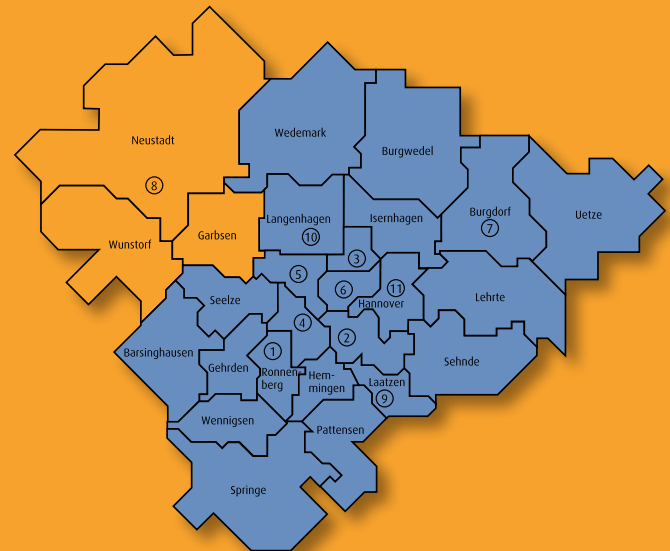 Wedemark
Neustadt
Burgwedel
8
Burgdorf
Uetze
Langenhagen
Isernhagen
7
Garbsen
10
Wunstorf
3
5
6
11
Hannover
Lehrte
Seelze
4
2
Barsinghausen
1
Sehnde
Gehrden
Ronnen-
berg
Hem-
mingen
Laatzen
9
Wennigsen
Pattensen
Springe